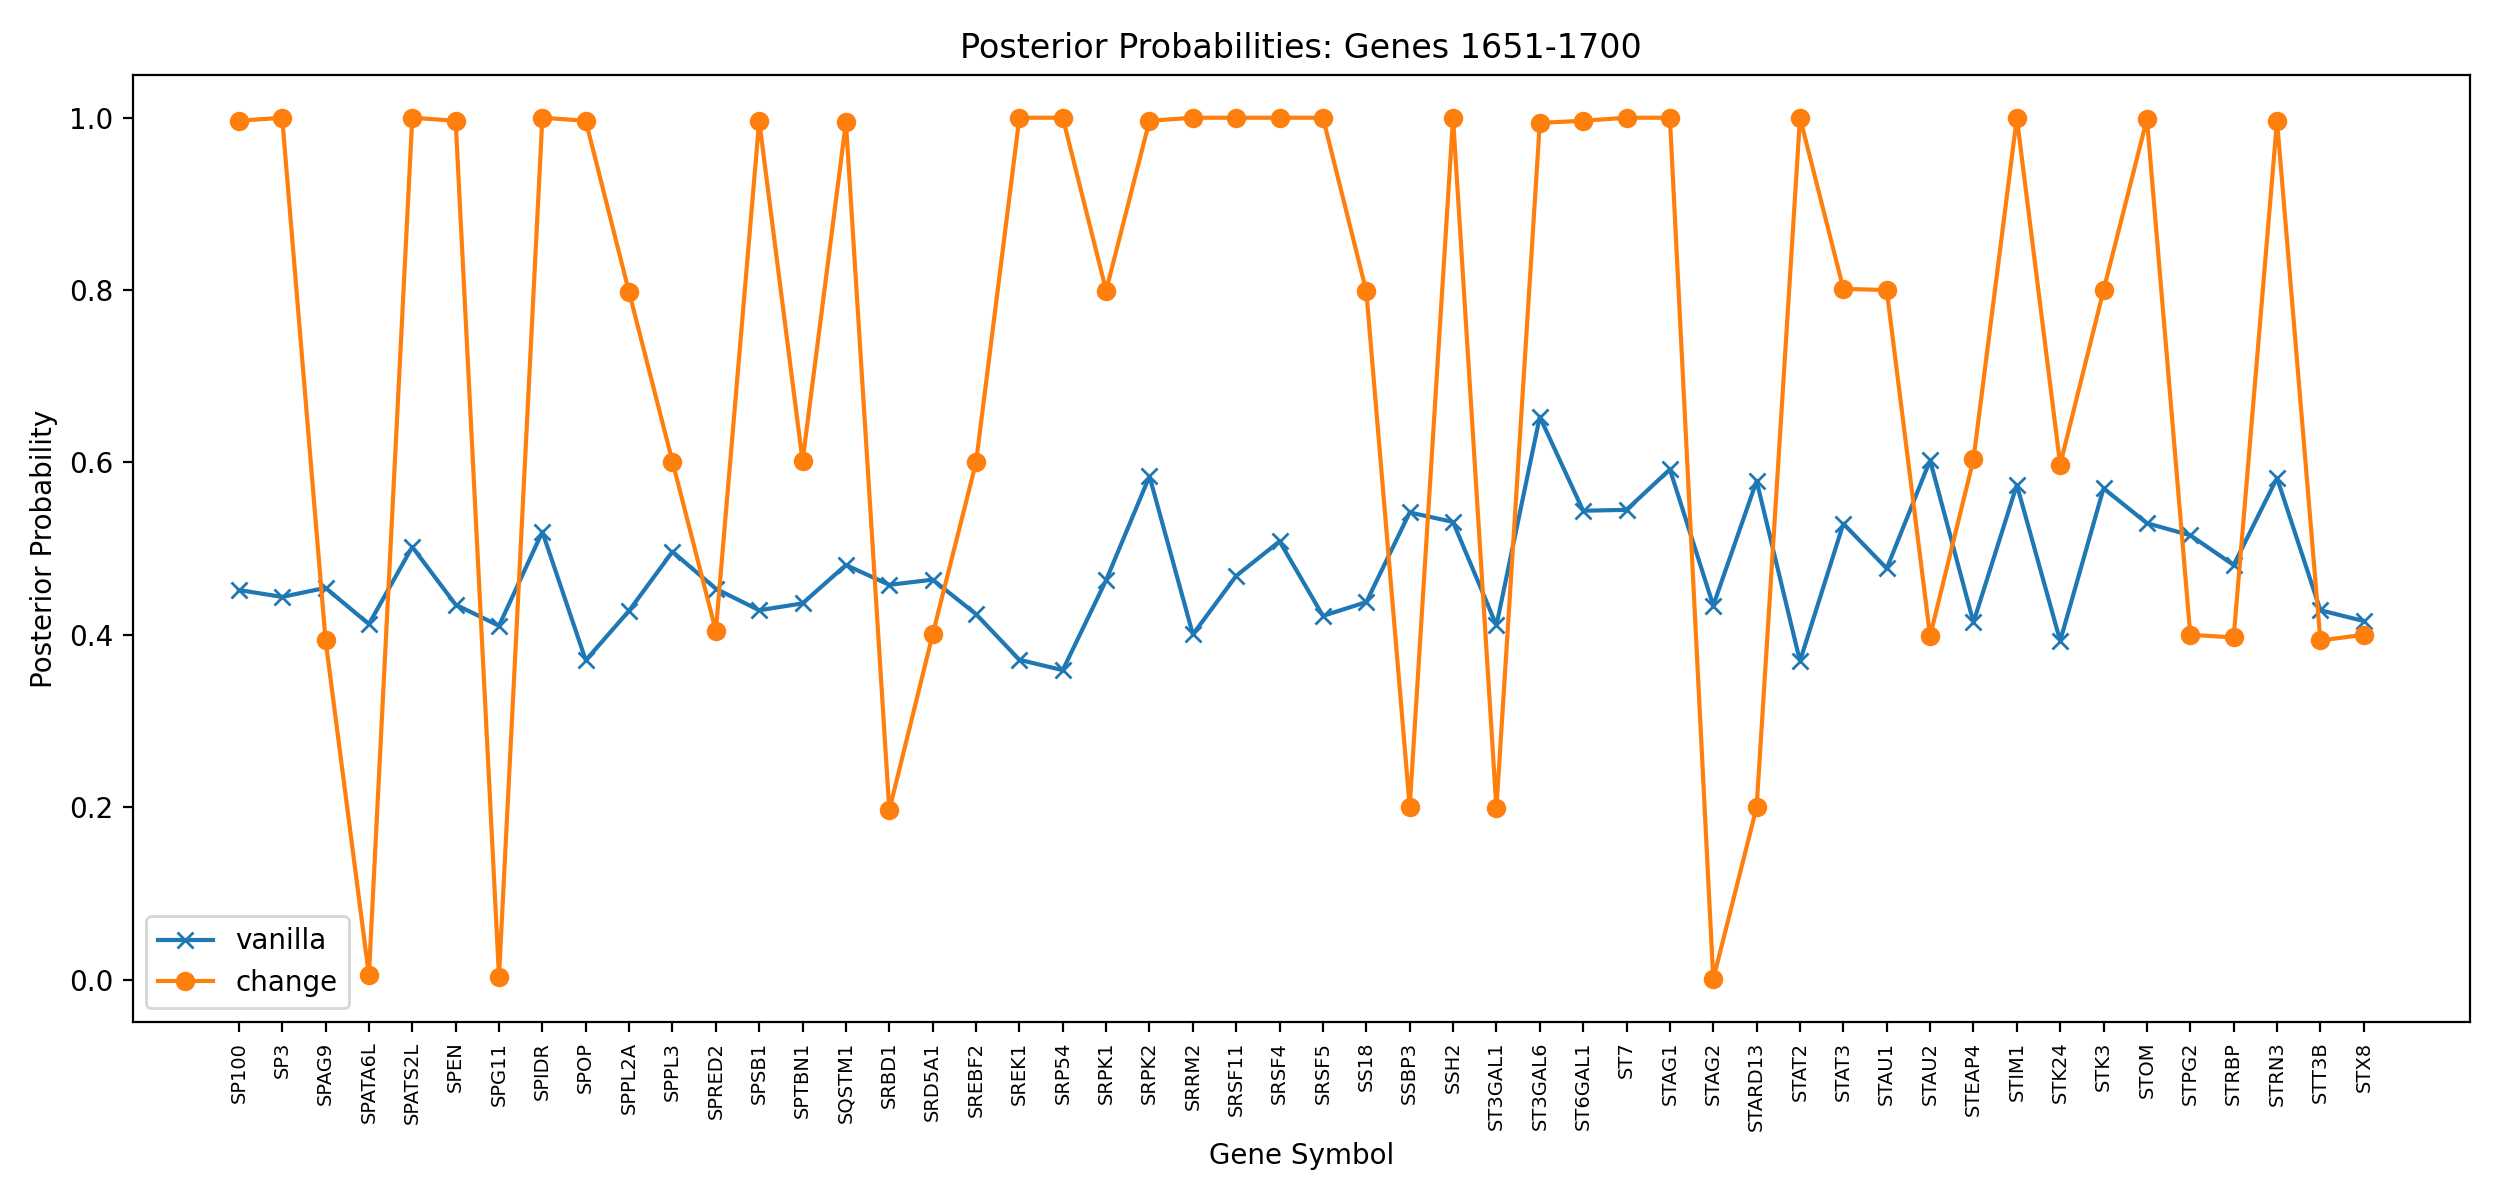 Posterior Probabilities: Genes 1651-1700
Posterior Probability
1.0
0.8
0.6
0.4
0.2
0.0
vanilla
change
SP100
SP3
SPAG9
SPATA6L
SPATS2L
SPEN
SPG11
SPIDR
SPOP
SPPL2A
SPPL3
SPRED2
SPSB1
SPTBN1
SQSTM1
SRBD1
SRD5A1
SREBF2
SREK1
SRP54
SRPK1
SRPK2
SRRM2
SRSF11
SRSF4
SRSF5
SS18
SSBP3
SSH2
ST3GAL1
ST3GAL6
ST6GAL1
ST7
STAG1
STAG2
STARD13
STAT2
STAT3
STAU1
STAU2
STEAP4
STIM1
STK24
STK3
STOM
STPG2
STRBP
STRN3
STT3B
STX8
Gene Symbol